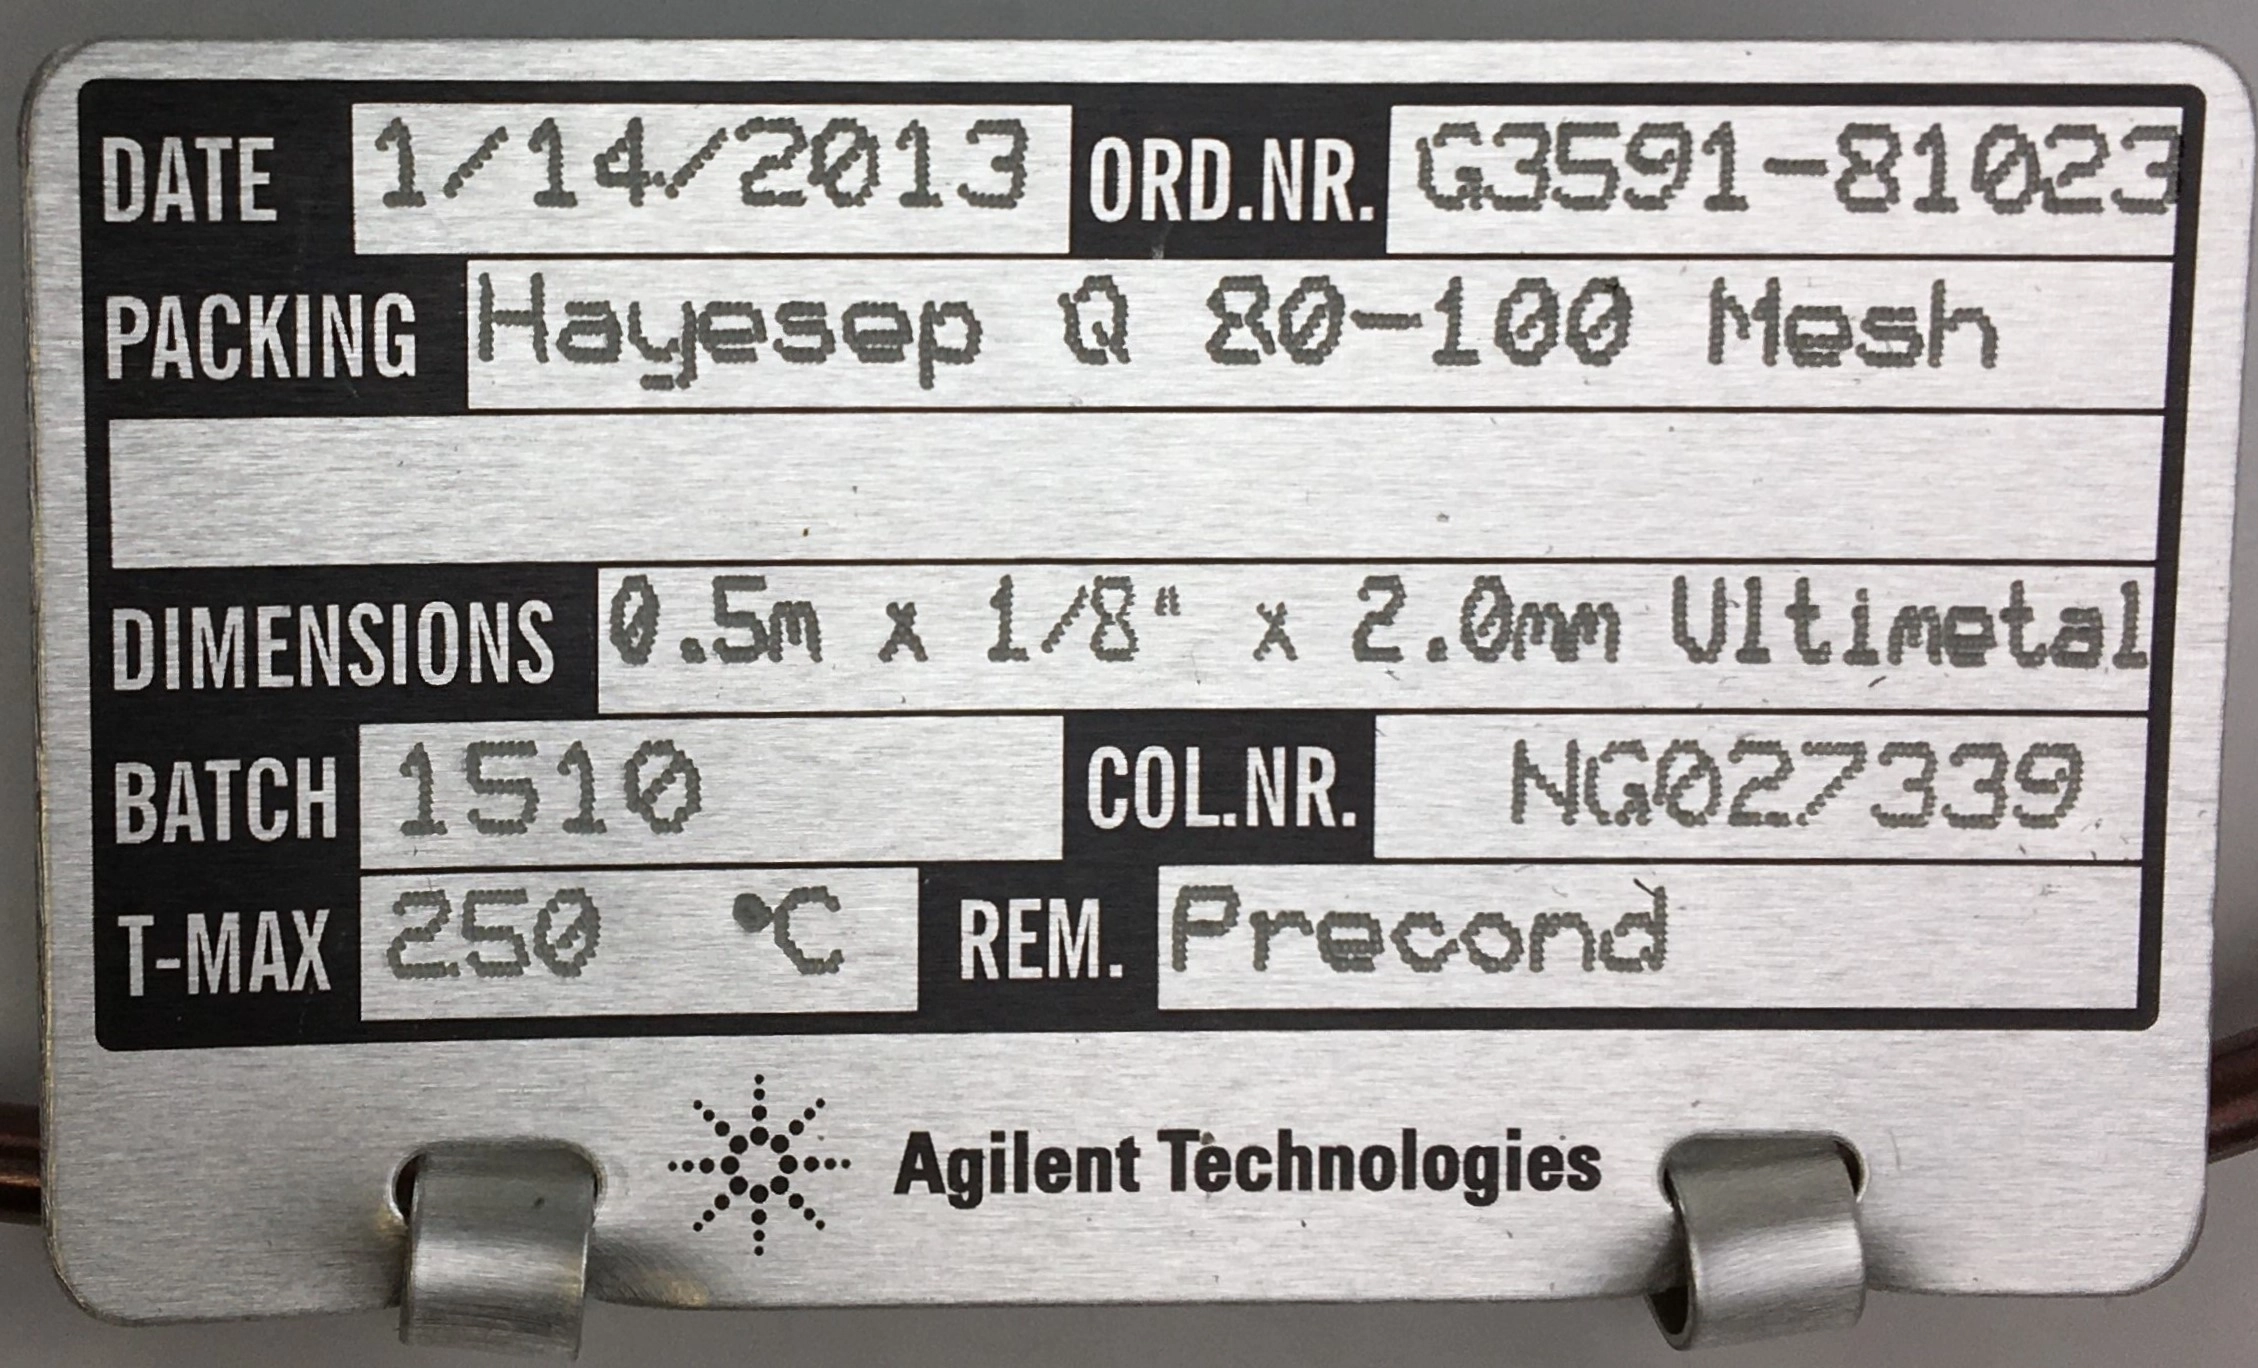 DATE 1/14/2013 ORD.NR. G3591-81023
PACKING Hayesep Q 80-100 Mesh
DIMENSIONS 0.5m x 1/8" x 2.0mm Ultimetal
BATCH 1510 COL.NR. NG027339
T-MAX 250 °C REM. Precond
Agilent Technologies